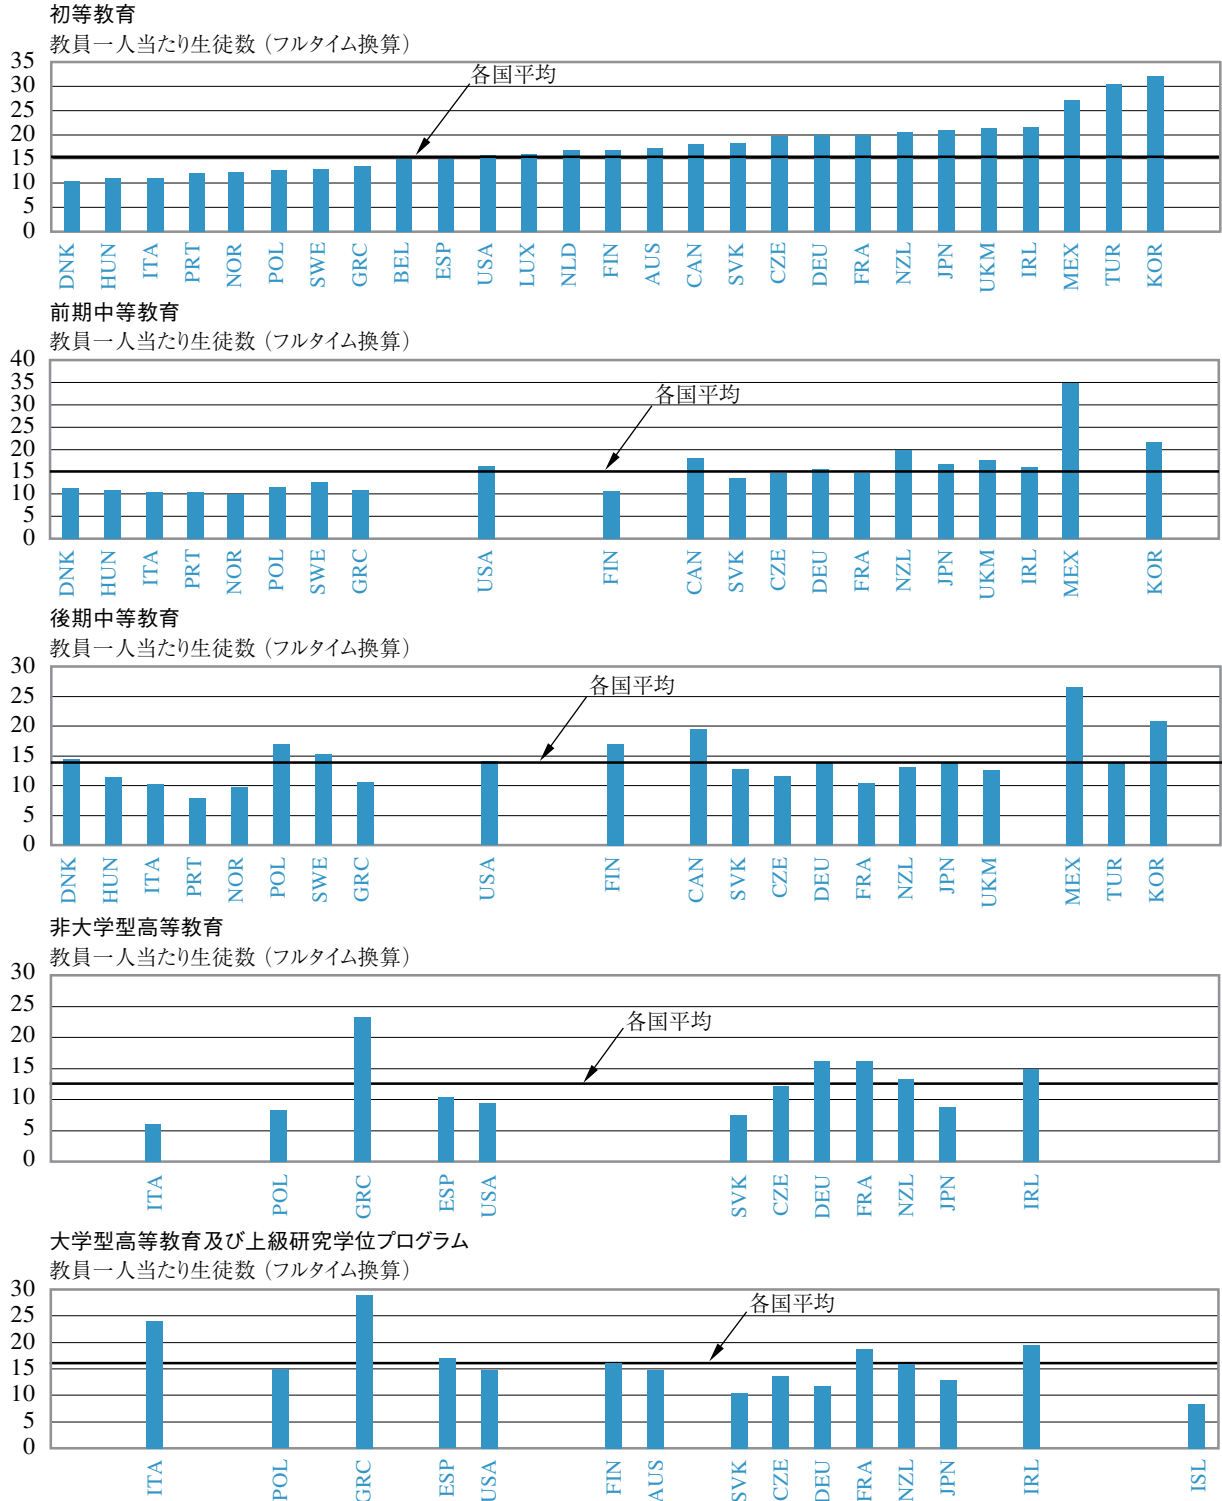 初等教育
教員一人当たり生徒数（フルタイム換算）
35
各国平均
30
25
20
15
10
5
0
DNK HUN ITA PRT NOR POL SWE GRC BEL ESP USA LUX NLD FIN AUS CAN SVK CZE DEU FRA NZL JPN UKM IRL MEX TUR KOR
前期中等教育
教員一人当たり生徒数（フルタイム換算）
40
35
各国平均
30
25
20
15
10
5
0
DNK HUN ITA PRT NOR POL SWE GRC USA FIN CAN SVK CZE DEU FRA NZL JPN UKM IRL MEX KOR
後期中等教育
教員一人当たり生徒数（フルタイム換算）
30
各国平均
25
20
15
10
5
0
DNK HUN ITA PRT NOR POL SWE GRC USA FIN CAN SVK CZE DEU FRA NZL JPN UKM MEX TUR KOR
非大学型高等教育
教員一人当たり生徒数（フルタイム換算）
30
25
各国平均
20
15
10
5
0
ITA POL GRC ESP USA SVK CZE DEU FRA NZL JPN IRL
大学型高等教育及び上級研究学位プログラム
教員一人当たり生徒数（フルタイム換算）
30
各国平均
25
20
15
10
5
0
ITA POL GRC ESP USA FIN AUS SVK CZE DEU FRA NZL JPN IRL ISL